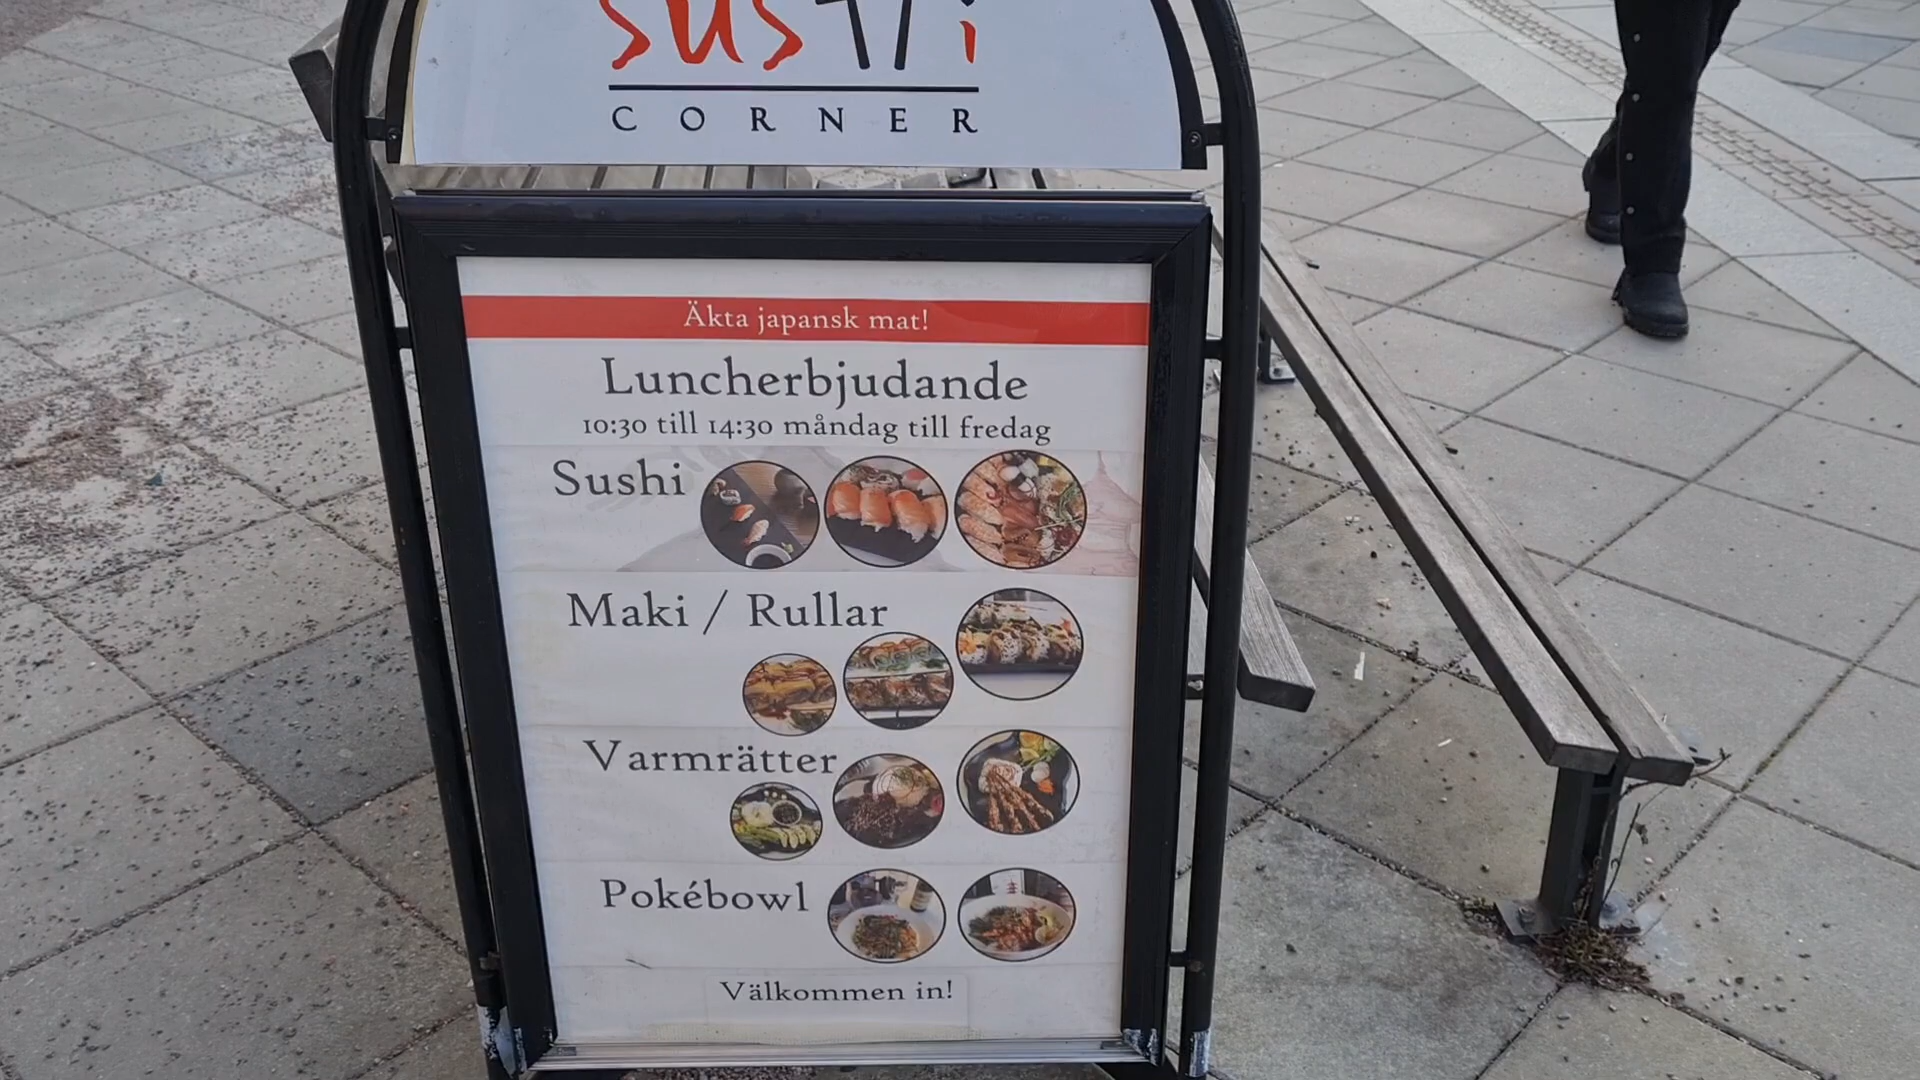 sushi
CORNER
Äkta japansk mat!
Luncherbjudande
10:30 till 14:30 måndag till fredag
Sushi
Maki / Rullar
Varmrätter
Pokébowl
Välkommen in!